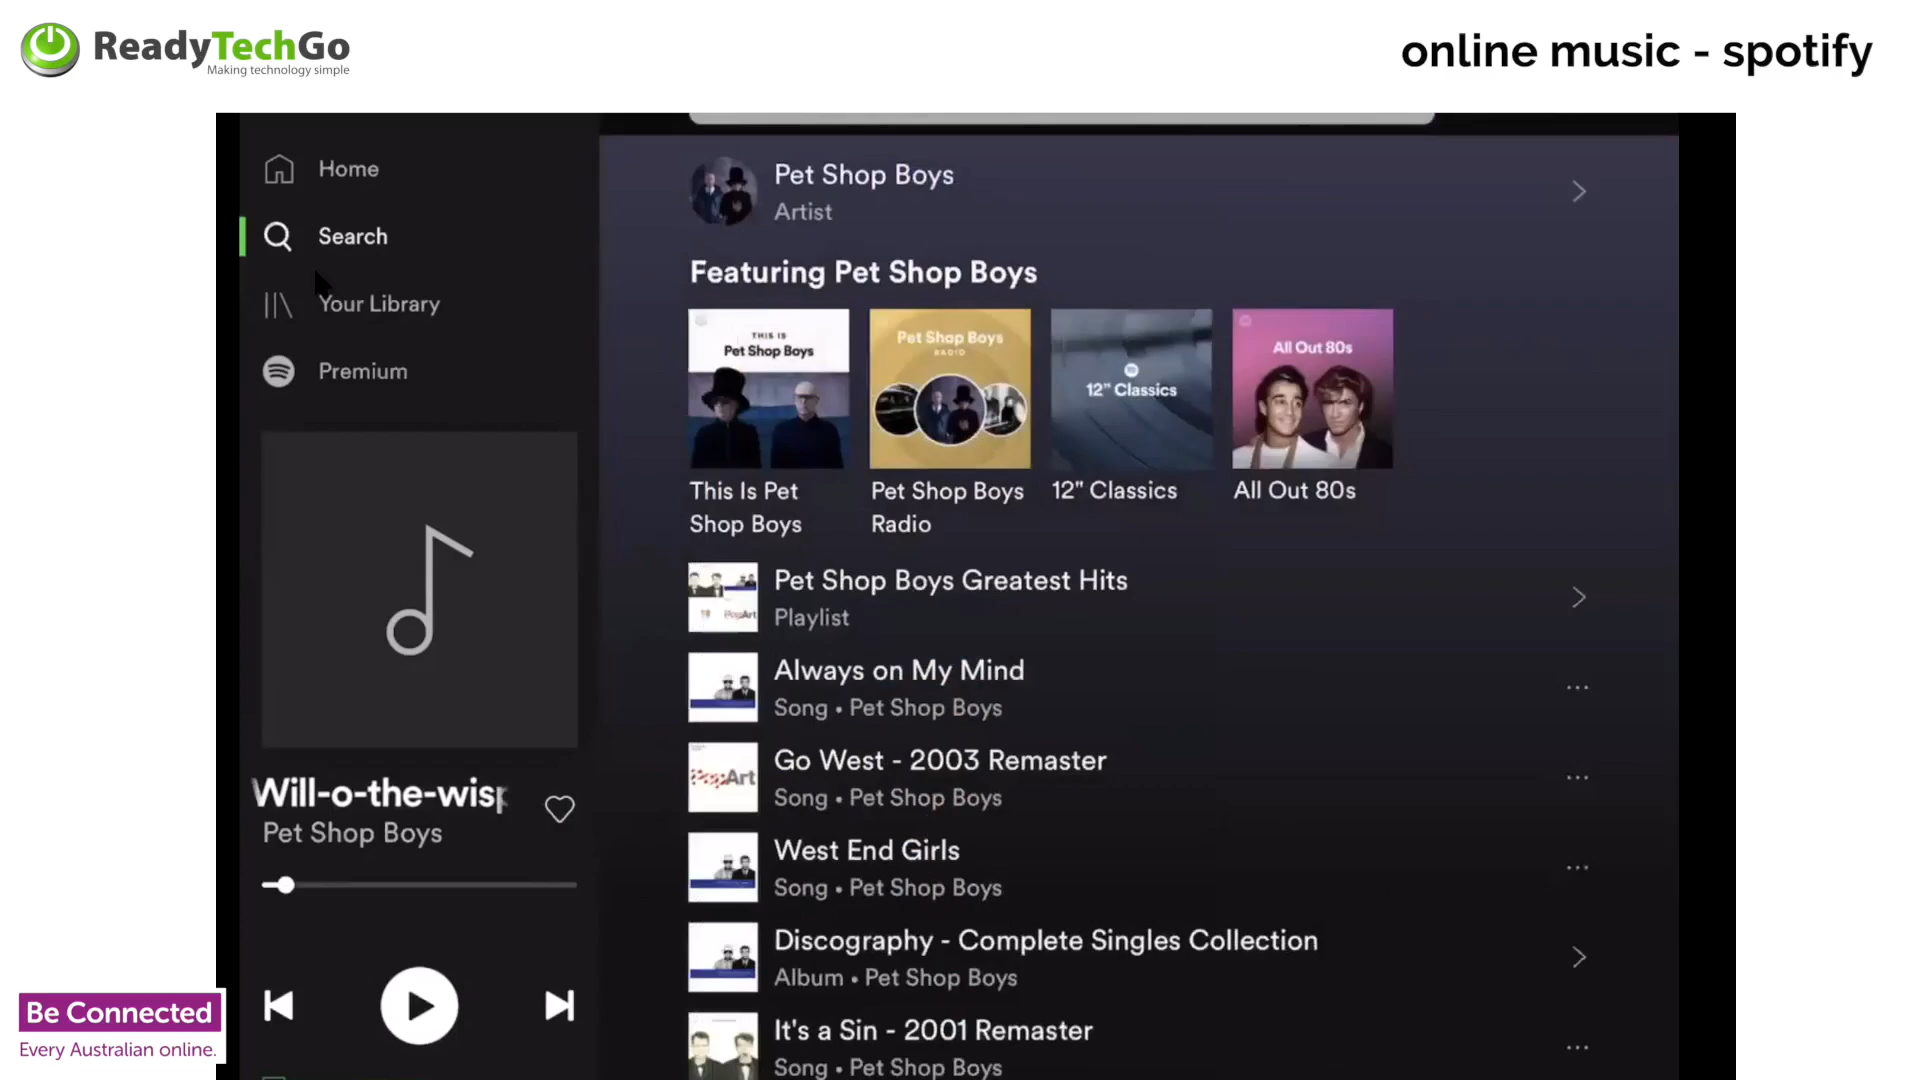 ReadyTechGo
Making technology simple
online music - spotify
Home
Search
Your Library
Premium
Will-o-the-wisp
Pet Shop Boys
Be Connected
Every Australian online.
Pet Shop Boys
Artist
Featuring Pet Shop Boys
THIS IS
Pet Shop Boys
Pet Shop Boys
RADIO
12" Classics
All Out 80s
This Is Pet
Shop Boys
Pet Shop Boys
Radio
12" Classics
All Out 80s
Pet Shop Boys Greatest Hits
Playlist
PopArt
Always on My Mind
Song • Pet Shop Boys
PopArt
Go West - 2003 Remaster
Song • Pet Shop Boys
West End Girls
Song • Pet Shop Boys
Discography - Complete Singles Collection
Album • Pet Shop Boys
It's a Sin - 2001 Remaster
Song • Pet Shop Boys